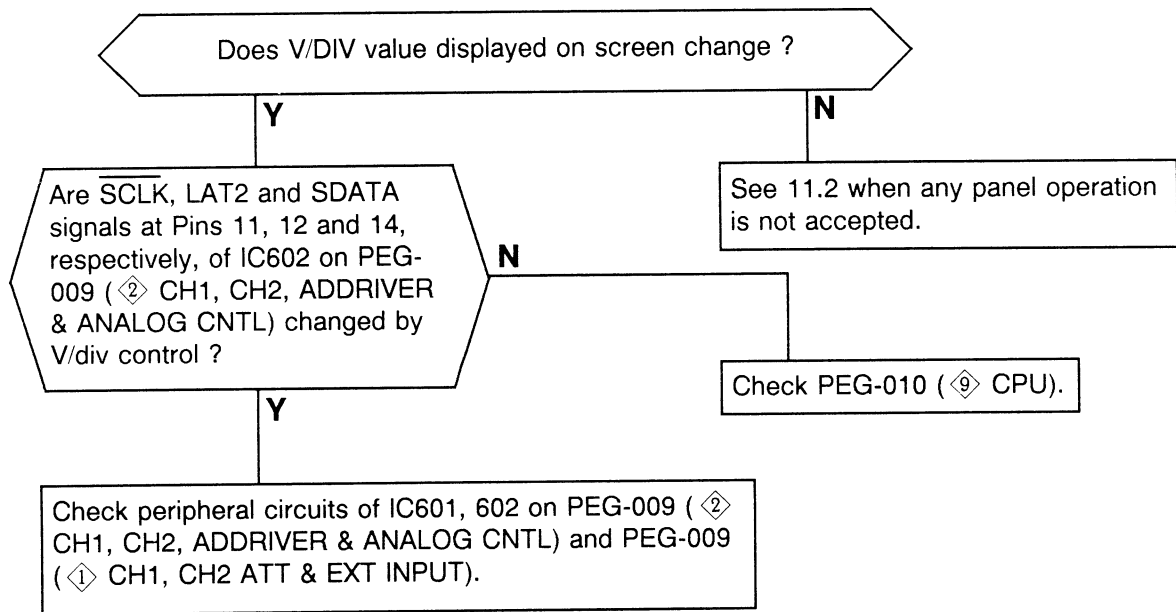 Does V/DIV value displayed on screen change ?
Y
N
Are S̅C̅L̅K̅, LAT2 and SDATA
signals at Pins 11, 12 and 14,
respectively, of IC602 on PEG-
009 ( 2 CH1, CH2, ADDRIVER
& ANALOG CNTL) changed by
V/div control ?
See 11.2 when any panel operation
is not accepted.
N
Check PEG-010 ( 9 CPU).
Y
Check peripheral circuits of IC601, 602 on PEG-009 ( 2
CH1, CH2, ADDRIVER & ANALOG CNTL) and PEG-009
( 1 CH1, CH2 ATT & EXT INPUT).